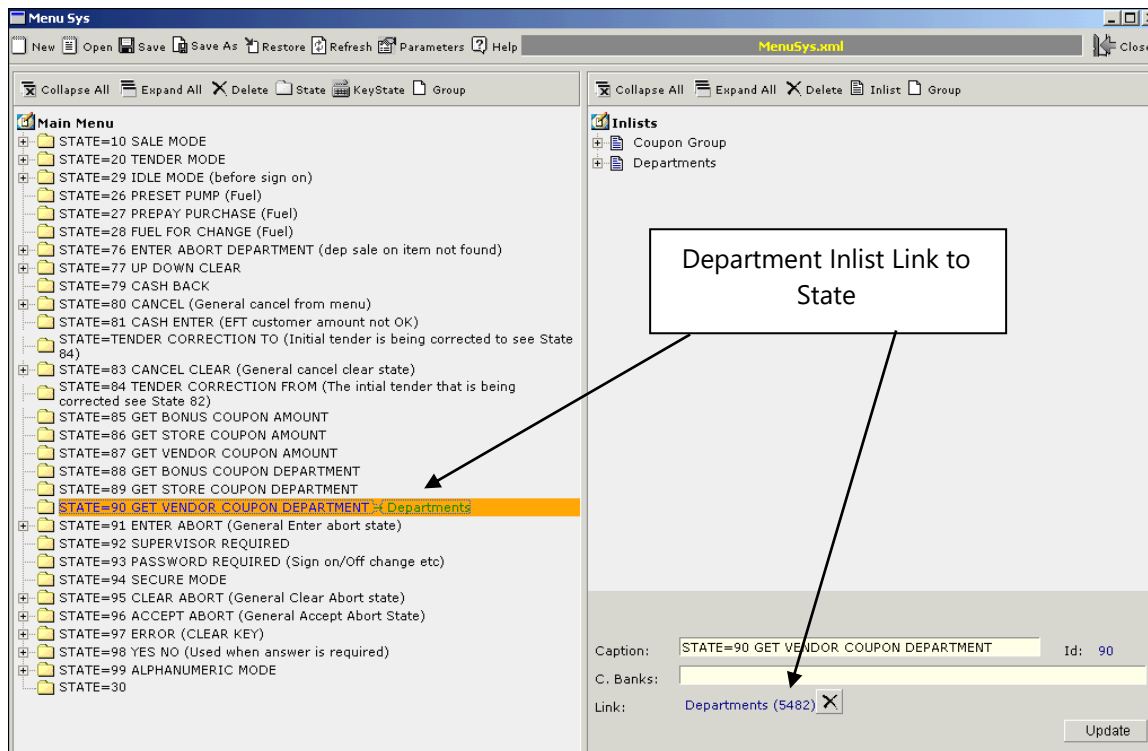 Menu Sys
New Open Save Save As Restore Refresh Parameters Help MenuSys.xml Close
Collapse All Expand All Delete State KeyState Group
Main Menu
STATE=10 SALE MODE
STATE=20 TENDER MODE
STATE=29 IDLE MODE (before sign on)
STATE=26 PRESET PUMP (Fuel)
STATE=27 PREPAY PURCHASE (Fuel)
STATE=28 FUEL FOR CHANGE (Fuel)
STATE=76 ENTER ABORT DEPARTMENT (dep sale on item not found)
STATE=77 UP DOWN CLEAR
STATE=79 CASH BACK
STATE=80 CANCEL (General cancel from menu)
STATE=81 CASH ENTER (EFT customer amount not OK)
STATE=TENDER CORRECTION TO (Initial tender is being corrected to see State
84)
STATE=83 CANCEL CLEAR (General cancel clear state)
STATE=84 TENDER CORRECTION FROM (The intial tender that is being
corrected see State 82)
STATE=85 GET BONUS COUPON AMOUNT
STATE=86 GET STORE COUPON AMOUNT
STATE=87 GET VENDOR COUPON AMOUNT
STATE=88 GET BONUS COUPON DEPARTMENT
STATE=89 GET STORE COUPON DEPARTMENT
STATE=90 GET VENDOR COUPON DEPARTMENT Departments
STATE=91 ENTER ABORT (General Enter abort state)
STATE=92 SUPERVISOR REQUIRED
STATE=93 PASSWORD REQUIRED (Sign on/Off change etc)
STATE=94 SECURE MODE
STATE=95 CLEAR ABORT (General Clear Abort state)
STATE=96 ACCEPT ABORT (General Accept Abort State)
STATE=97 ERROR (CLEAR KEY)
STATE=98 YES NO (Used when answer is required)
STATE=99 ALPHANUMERIC MODE
STATE=30
Collapse All Expand All Delete Inlist Group
Inlists
Coupon Group
Departments
Department Inlist Link to
State
Caption: STATE=90 GET VENDOR COUPON DEPARTMENT Id: 90
C. Banks:
Link: Departments (5482)
Update